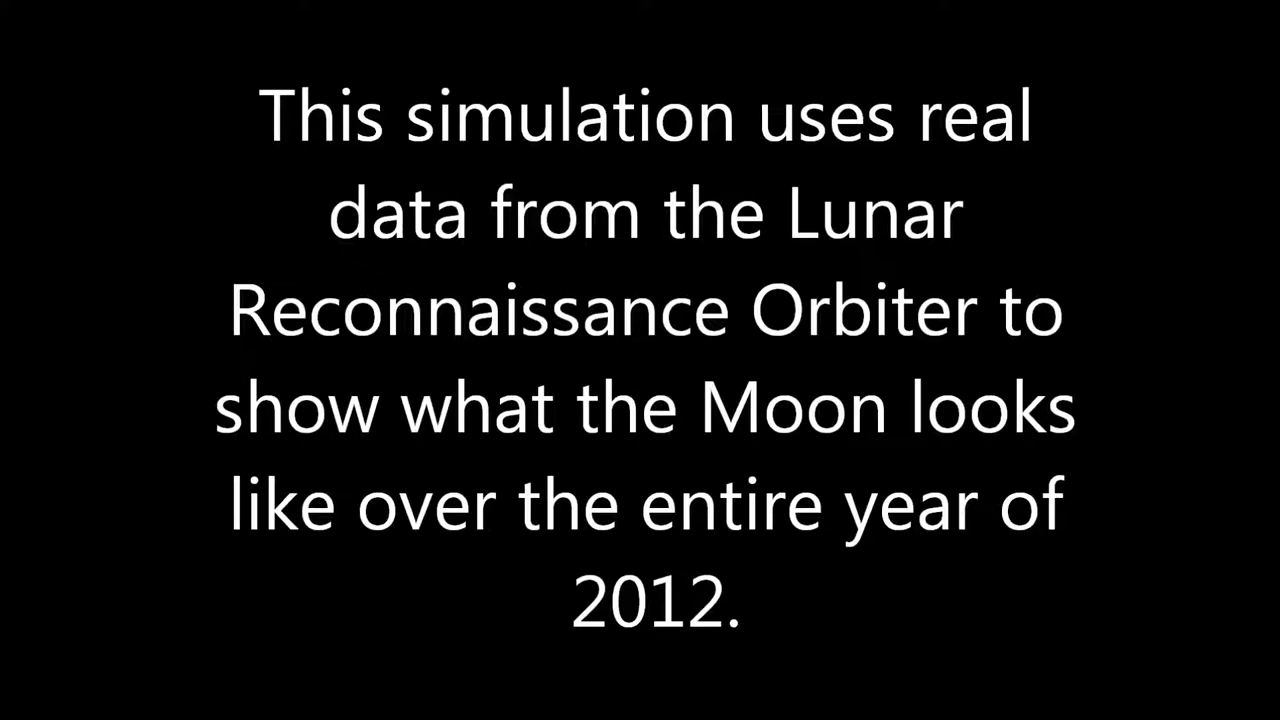 This simulation uses real
data from the Lunar
Reconnaissance Orbiter to
show what the Moon looks
like over the entire year of
2012.